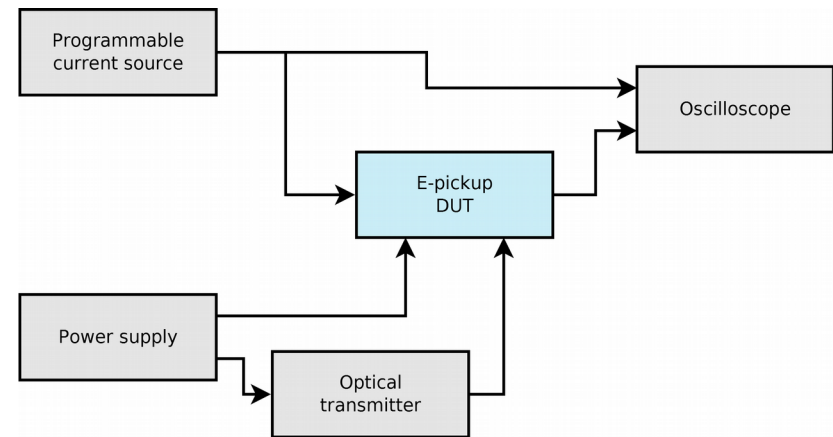 Programmable
current source
Oscilloscope
E-pickup
DUT
Power supply
Optical
transmitter